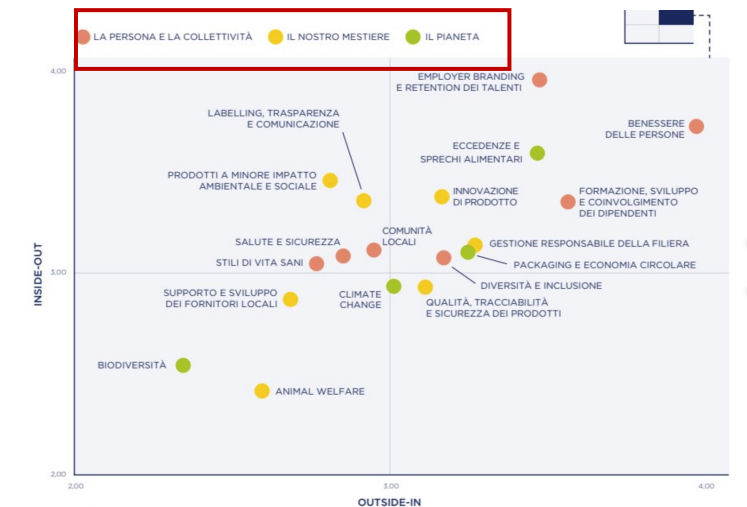 LA PERSONA E LA COLLETTIVITÀ
IL NOSTRO MESTIERE
IL PIANETA
4,00
EMPLOYER BRANDING
E RETENTION DEI TALENTI
LABELLING, TRASPARENZA
E COMUNICAZIONE
BENESSERE
DELLE PERSONE
ECCEDENZE E
SPRECHI ALIMENTARI
PRODOTTI A MINORE IMPATTO
AMBIENTALE E SOCIALE
INNOVAZIONE
DI PRODOTTO
FORMAZIONE, SVILUPPO
E COINVOLGIMENTO
DEI DIPENDENTI
COMUNITÀ
LOCALI
SALUTE E SICUREZZA
GESTIONE RESPONSABILE DELLA FILIERA
STILI DI VITA SANI
PACKAGING E ECONOMIA CIRCOLARE
3,00
INSIDE-OUT
DIVERSITÀ E INCLUSIONE
SUPPORTO E SVILUPPO
DEI FORNITORI LOCALI
CLIMATE
CHANGE
QUALITÀ, TRACCIABILITÀ
E SICUREZZA DEI PRODOTTI
BIODIVERSITÀ
ANIMAL WELFARE
2,00
2,00
3,00
4,00
OUTSIDE-IN